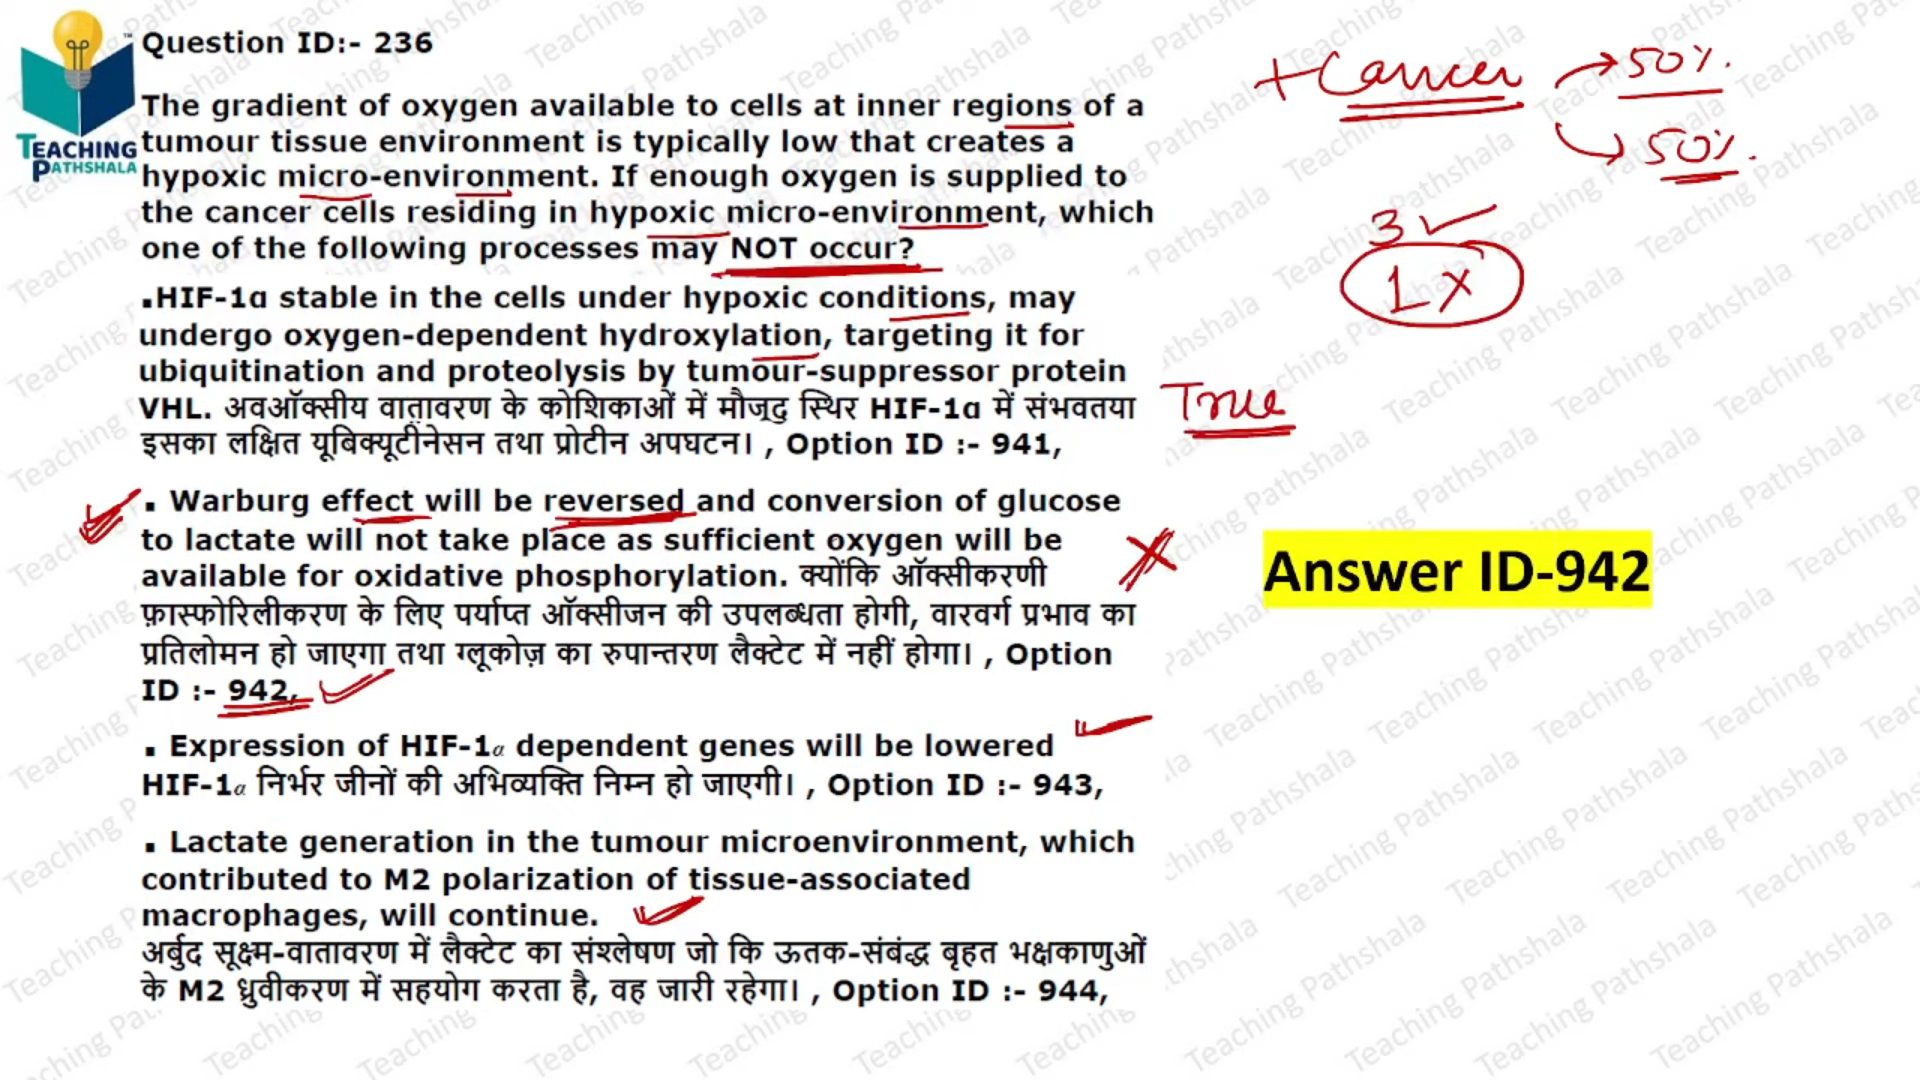 Question ID:- 236
TEACHING
PATHSHALA
The gradient of oxygen available to cells at inner regions of a
tumour tissue environment is typically low that creates a
hypoxic micro-environment. If enough oxygen is supplied to
the cancer cells residing in hypoxic micro-environment, which
one of the following processes may NOT occur?
▪HIF-1ɑ stable in the cells under hypoxic conditions, may
undergo oxygen-dependent hydroxylation, targeting it for
ubiquitination and proteolysis by tumour-suppressor protein
VHL. अवऑक्सीय वातावरण के कोशिकाओं में मौजूद स्थिर HIF-1ɑ में संभवतया
इसका लक्षित यूबिक्यूटीनेसन तथा प्रोटीन अपघटन। , Option ID :- 941,
▪ Warburg effect will be reversed and conversion of glucose
to lactate will not take place as sufficient oxygen will be
available for oxidative phosphorylation. क्योंकि ऑक्सीकरणी
फ़ास्फोरिलीकरण के लिए पर्याप्त ऑक्सीजन की उपलब्धता होगी, वारवर्ग प्रभाव का
प्रतिलोमन हो जाएगा तथा ग्लूकोज़ का रुपान्तरण लैक्टेट में नहीं होगा। , Option
ID :- 942,
▪ Expression of HIF-1α dependent genes will be lowered
HIF-1α निर्भर जीनों की अभिव्यक्ति निम्न हो जाएगी। , Option ID :- 943,
▪ Lactate generation in the tumour microenvironment, which
contributed to M2 polarization of tissue-associated
macrophages, will continue.
अर्बुद सूक्ष्म-वातावरण में लैक्टेट का संश्लेषण जो कि ऊतक-संबंद्ध बृहत भक्षकाणुओं
के M2 ध्रुवीकरण में सहयोग करता है, वह जारी रहेगा। , Option ID :- 944,
+ Cancer → 50%.
→ 50%.
3 ✓
1 X
True
Answer ID-942